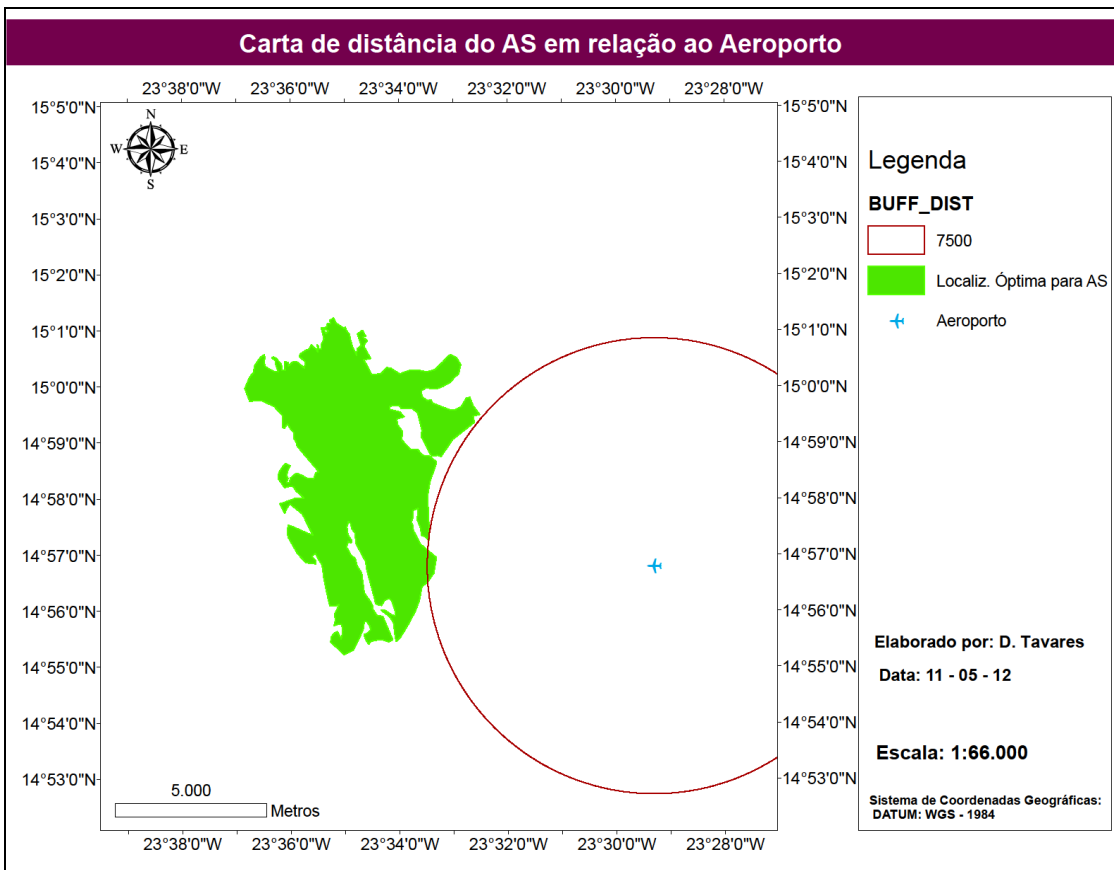 Carta de distância do AS em relação ao Aeroporto
23°38'0"W 23°36'0"W 23°34'0"W 23°32'0"W 23°30'0"W 23°28'0"W
15°5'0"N 15°5'0"N
N
W E
S
15°4'0"N 15°4'0"N
15°3'0"N 15°3'0"N
15°2'0"N 15°2'0"N
15°1'0"N 15°1'0"N
15°0'0"N 15°0'0"N
14°59'0"N 14°59'0"N
14°58'0"N 14°58'0"N
14°57'0"N 14°57'0"N
14°56'0"N 14°56'0"N
14°55'0"N 14°55'0"N
14°54'0"N 14°54'0"N
14°53'0"N 14°53'0"N
5.000
Metros
23°38'0"W 23°36'0"W 23°34'0"W 23°32'0"W 23°30'0"W 23°28'0"W
Legenda
BUFF_DIST
7500
Localiz. Óptima para AS
Aeroporto
Elaborado por: D. Tavares
Data: 11 - 05 - 12
Escala: 1:66.000
Sistema de Coordenadas Geográficas:
DATUM: WGS - 1984